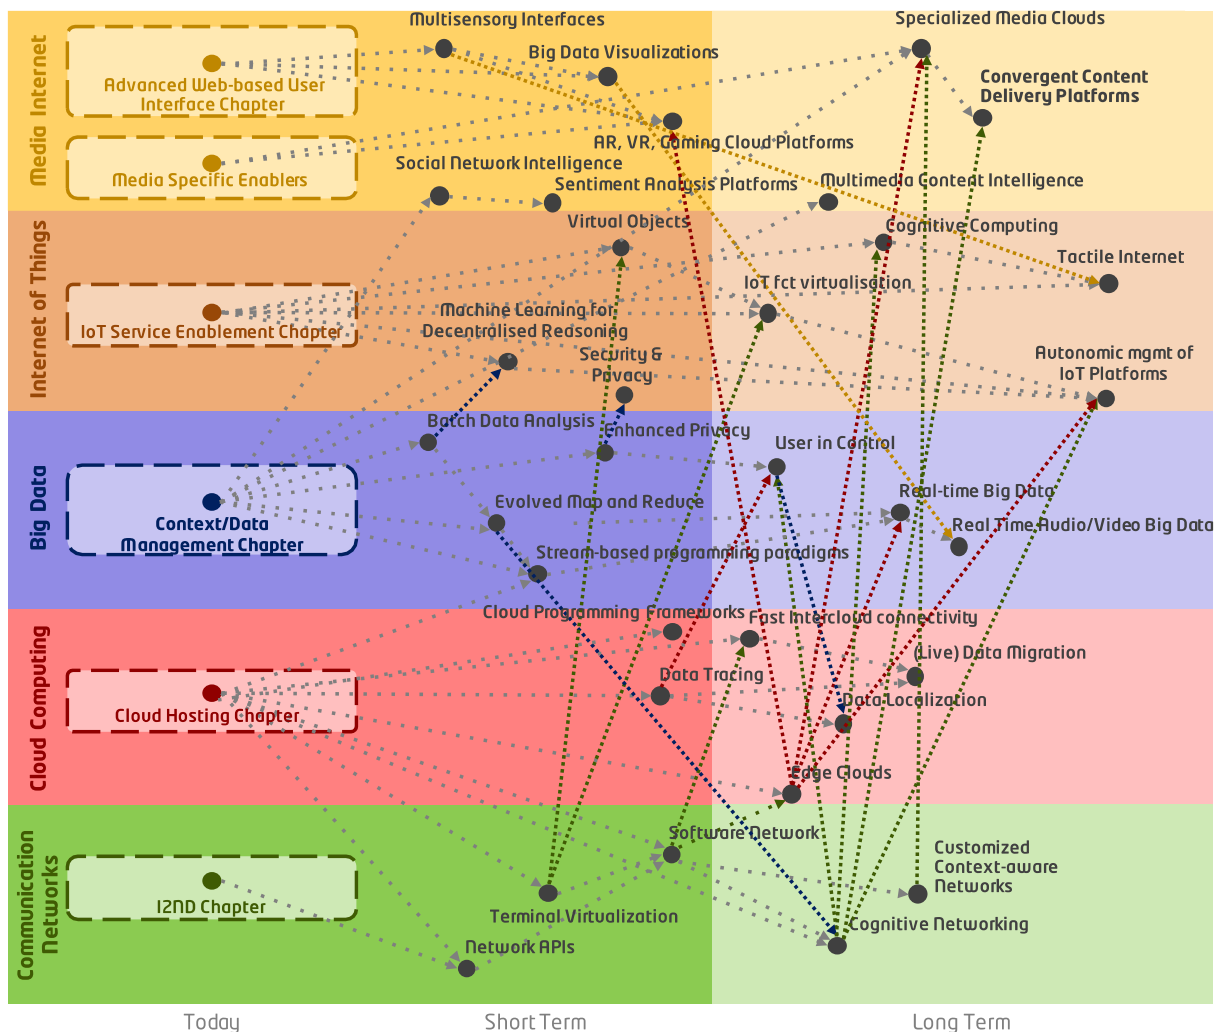 Multisensory Interfaces
Specialized Media Clouds
Big Data Visualizations
Convergent Content
Delivery Platforms
Media Internet
Advanced Web-based User
Interface Chapter
AR, VR, Gaming Cloud Platforms
Social Network Intelligence
Media Specific Enablers
Sentiment Analysis Platforms
Multimedia Content Intelligence
Virtual Objects
Cognitive Computing
Tactile Internet
Internet of Things
IoT fct virtualisation
IoT Service Enablement Chapter
Machine Learning for
Decentralised Reasoning
Security &
Privacy
Autonomic mgmt of
IoT Platforms
Batch Data Analysis
Enhanced Privacy
User in Control
Big Data
Context/Data
Management Chapter
Evolved Map and Reduce
Real-time Big Data
Real Time Audio/Video Big Data
Stream-based programming paradigms
Cloud Programming Frameworks
Fast Intercloud connectivity
Cloud Computing
(Live) Data Migration
Data Tracing
Data Localization
Cloud Hosting Chapter
Edge Clouds
Communication
Networks
Software Network
Customized
Context-aware
Networks
I2ND Chapter
Terminal Virtualization
Cognitive Networking
Network APIs
Today
Short Term
Long Term